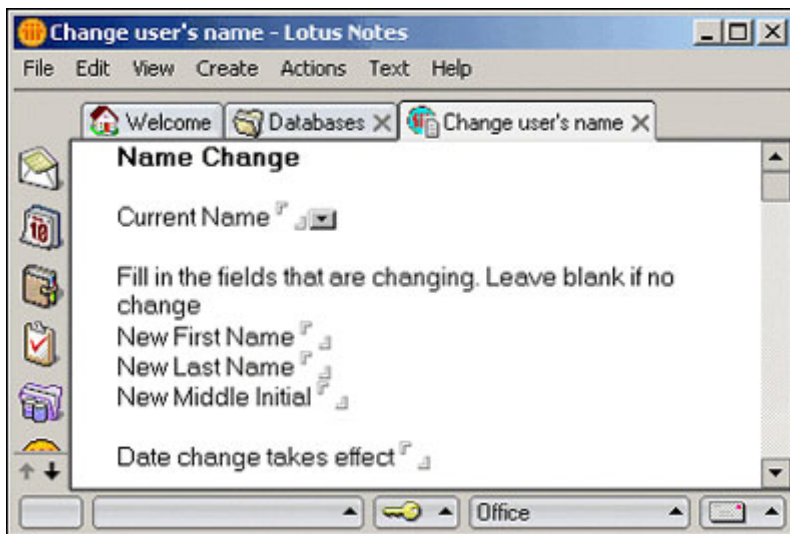 Change user's name - Lotus Notes
File Edit View Create Actions Text Help
Welcome Databases Change user's name
Name Change
Current Name
Fill in the fields that are changing. Leave blank if no
change
New First Name
New Last Name
New Middle Initial
Date change takes effect
Office